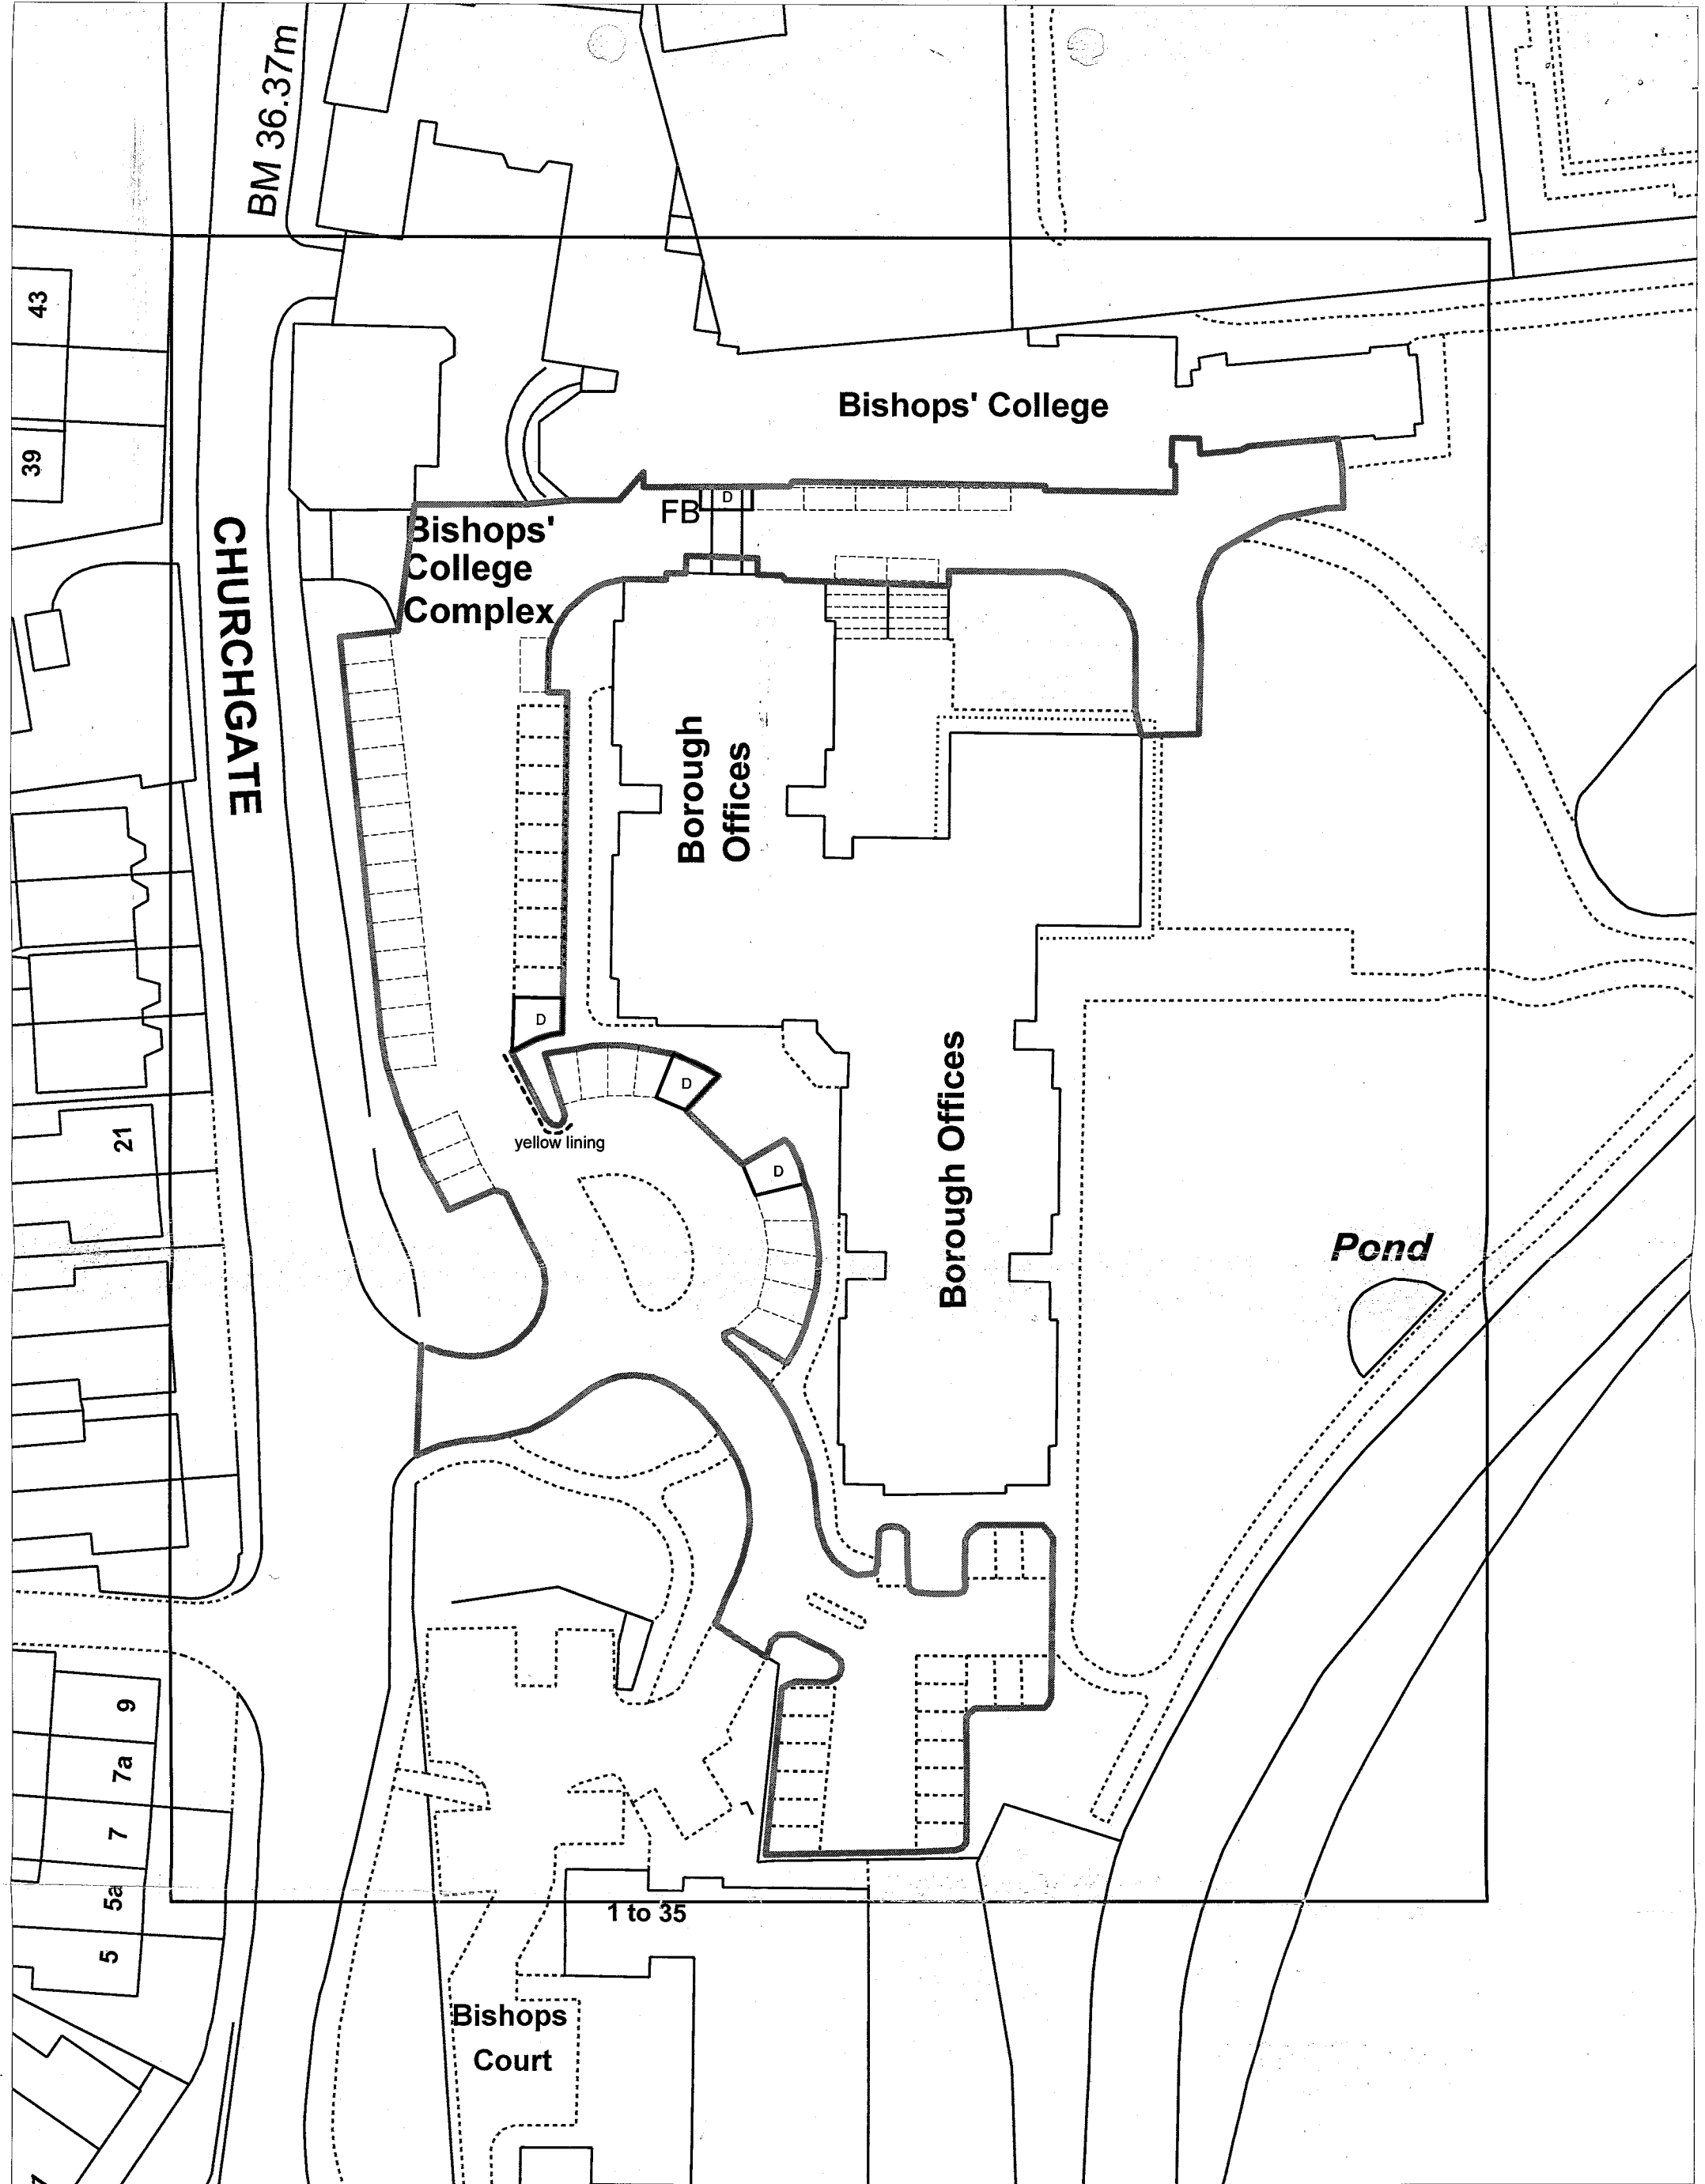 BM 36.37m
43
Bishops' College
39
D
FB
Bishops'
College
Complex
CHURCHGATE
Borough
Offices
D
D
yellow lining
21
D
Borough Offices
Pond
9
7a
7
5a
1 to 35
5
Bishops
Court